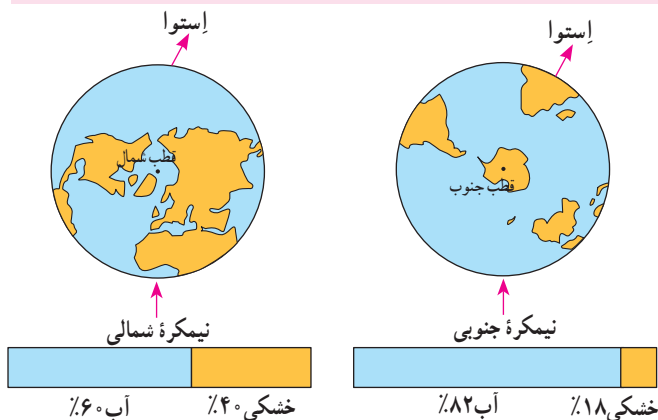 اِستوا
قطب جنوب
نیمکرهٔ جنوبی
خشکی ۱۸٪
آب ۸۲٪
اِستوا
قطب شمال
نیمکرهٔ شمالی
خشکی ۴۰٪
آب ۶۰٪